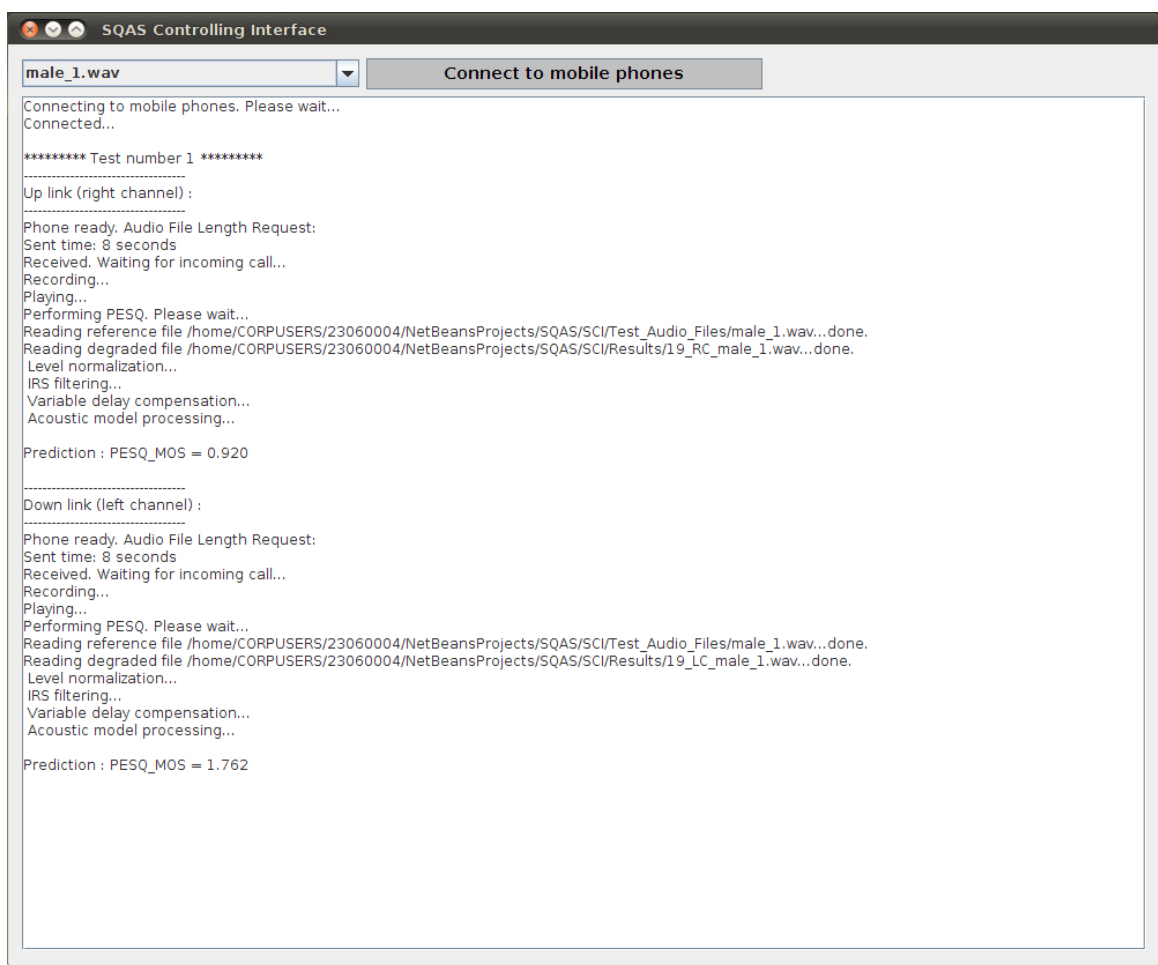 SQAS Controlling Interface
male_1.wav
Connect to mobile phones
Connecting to mobile phones. Please wait...
Connected...
********* Test number 1 *********
-----------------------------------
Up link (right channel) :
-----------------------------------
Phone ready. Audio File Length Request:
Sent time: 8 seconds
Received. Waiting for incoming call...
Recording...
Playing...
Performing PESQ. Please wait...
Reading reference file /home/CORPUSERS/23060004/NetBeansProjects/SQAS/SCI/Test_Audio_Files/male_1.wav...done.
Reading degraded file /home/CORPUSERS/23060004/NetBeansProjects/SQAS/SCI/Results/19_RC_male_1.wav...done.
Level normalization...
IRS filtering...
Variable delay compensation...
Acoustic model processing...
Prediction : PESQ_MOS = 0.920
-----------------------------------
Down link (left channel) :
-----------------------------------
Phone ready. Audio File Length Request:
Sent time: 8 seconds
Received. Waiting for incoming call...
Recording...
Playing...
Performing PESQ. Please wait...
Reading reference file /home/CORPUSERS/23060004/NetBeansProjects/SQAS/SCI/Test_Audio_Files/male_1.wav...done.
Reading degraded file /home/CORPUSERS/23060004/NetBeansProjects/SQAS/SCI/Results/19_LC_male_1.wav...done.
Level normalization...
IRS filtering...
Variable delay compensation...
Acoustic model processing...
Prediction : PESQ_MOS = 1.762